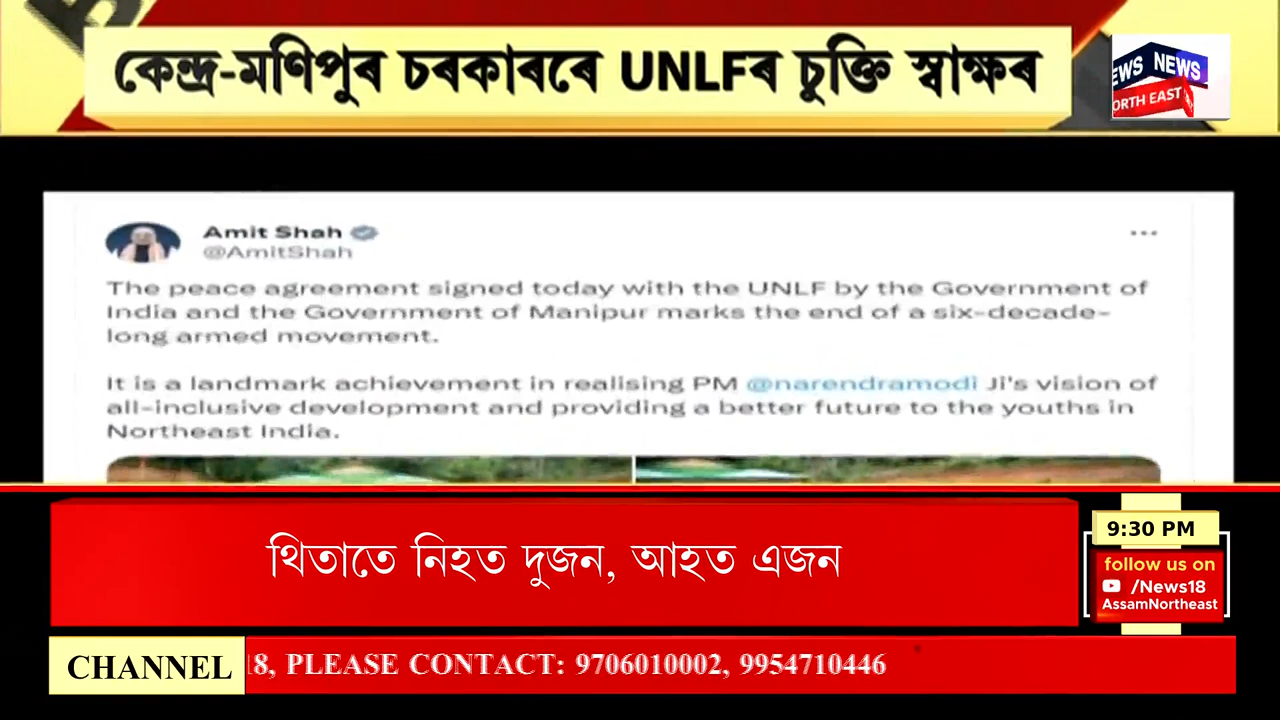 কেন্দ্ৰ-মণিপুৰ চৰকাৰৰে UNLFৰ চুক্তি স্বাক্ষৰ
EWS NEWS
ORTH EAST
Amit Shah
@AmitShah
The peace agreement signed today with the UNLF by the Government of
India and the Government of Manipur marks the end of a six-decade-
long armed movement.
It is a landmark achievement in realising PM @narendramodi Ji's vision of
all-inclusive development and providing a better future to the youths in
Northeast India.
থিতাতে নিহত দুজন, আহত এজন
9:30 PM
follow us on
/News18
AssamNortheast
CHANNEL 18, PLEASE CONTACT: 9706010002, 9954710446